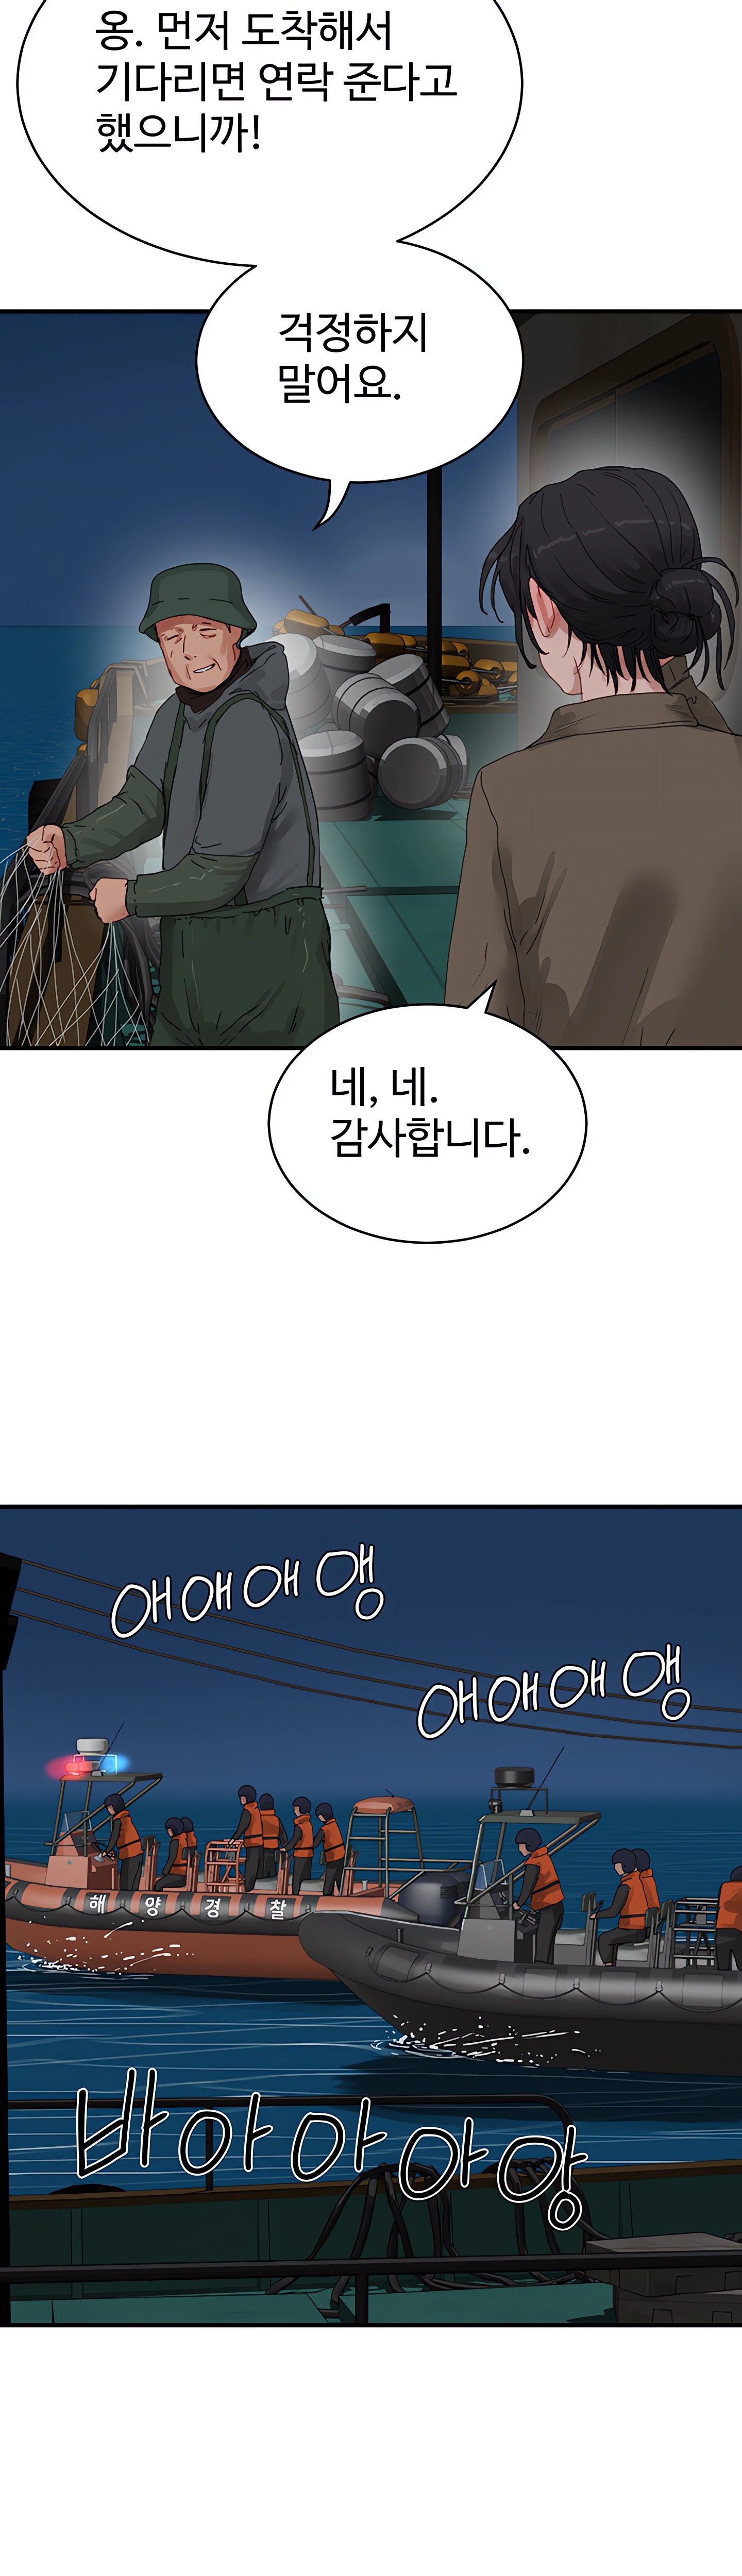 옹. 먼저 도착해서
기다리면 연락 준다고
했으니까!
걱정하지
말어요.
네, 네.
감사합니다.
애애애앵
애애애앵
해양경찰
바아아아앙